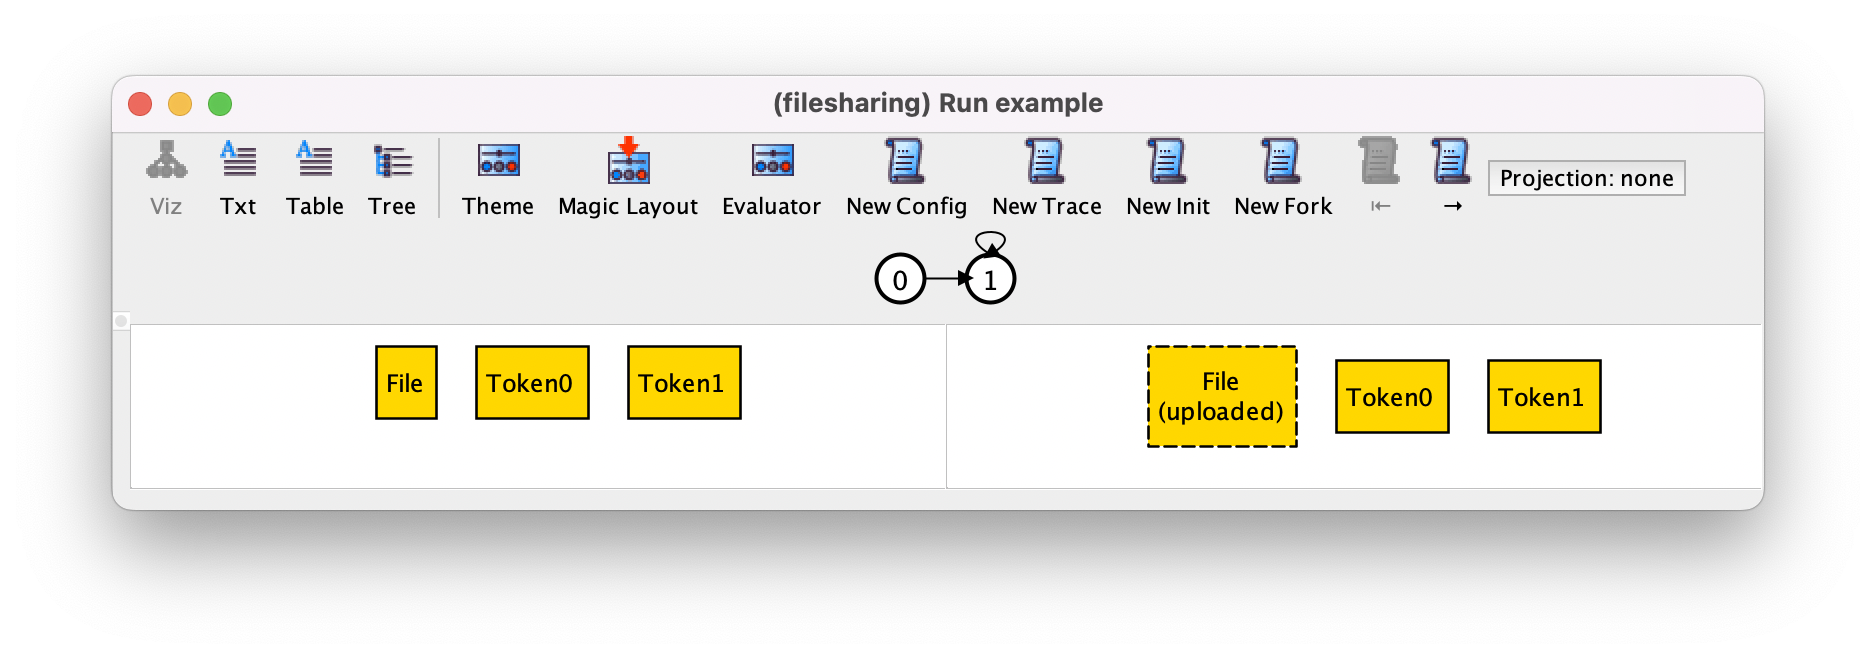 (filesharing) Run example
Viz Txt Table Tree Theme Magic Layout Evaluator New Config New Trace New Init New Fork ⇤ → Projection: none
0 1
File Token0 Token1
File
(uploaded) Token0 Token1